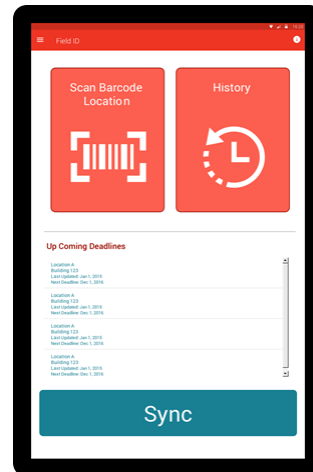 Field ID
Scan Barcode
Location
History
Up Coming Deadlines
Location A
Building 123
Last Updated: Jan 1, 2015
Next Deadline: Dec 1, 2016
Location A
Building 123
Last Updated: Jan 1, 2015
Next Deadline: Dec 1, 2016
Location A
Building 123
Last Updated: Jan 1, 2015
Next Deadline: Dec 1, 2016
Location A
Building 123
Last Updated: Jan 1, 2015
Next Deadline: Dec 1, 2016
Sync